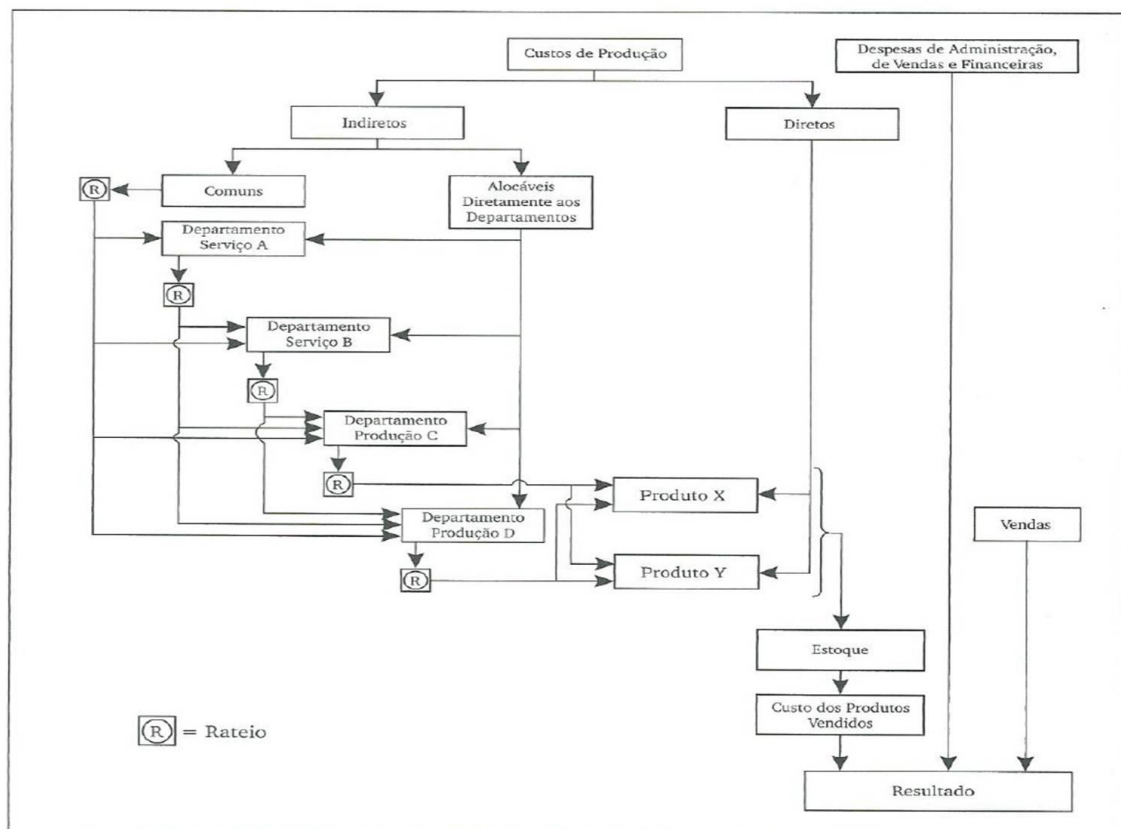 Custos de Produção
Despesas de Administração,
de Vendas e Financeiras
Indiretos
Diretos
R
Comuns
Alocáveis
Diretamente aos
Departamentos
Departamento
Serviço A
R
Departamento
Serviço B
R
Departamento
Produção C
R
Produto X
Departamento
Produção D
Vendas
R
Produto Y
Estoque
Custo dos Produtos
Vendidos
R = Rateio
Resultado